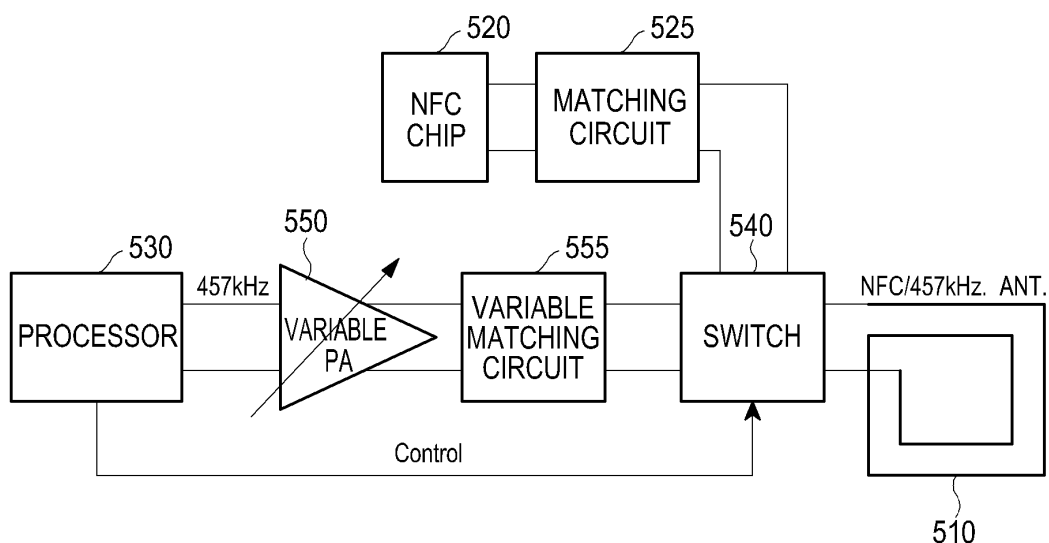 520
525
NFC
CHIP
MATCHING
CIRCUIT
530
550
555
540
457kHz
NFC/457kHz. ANT.
PROCESSOR
VARIABLE
PA
VARIABLE
MATCHING
CIRCUIT
SWITCH
Control
510